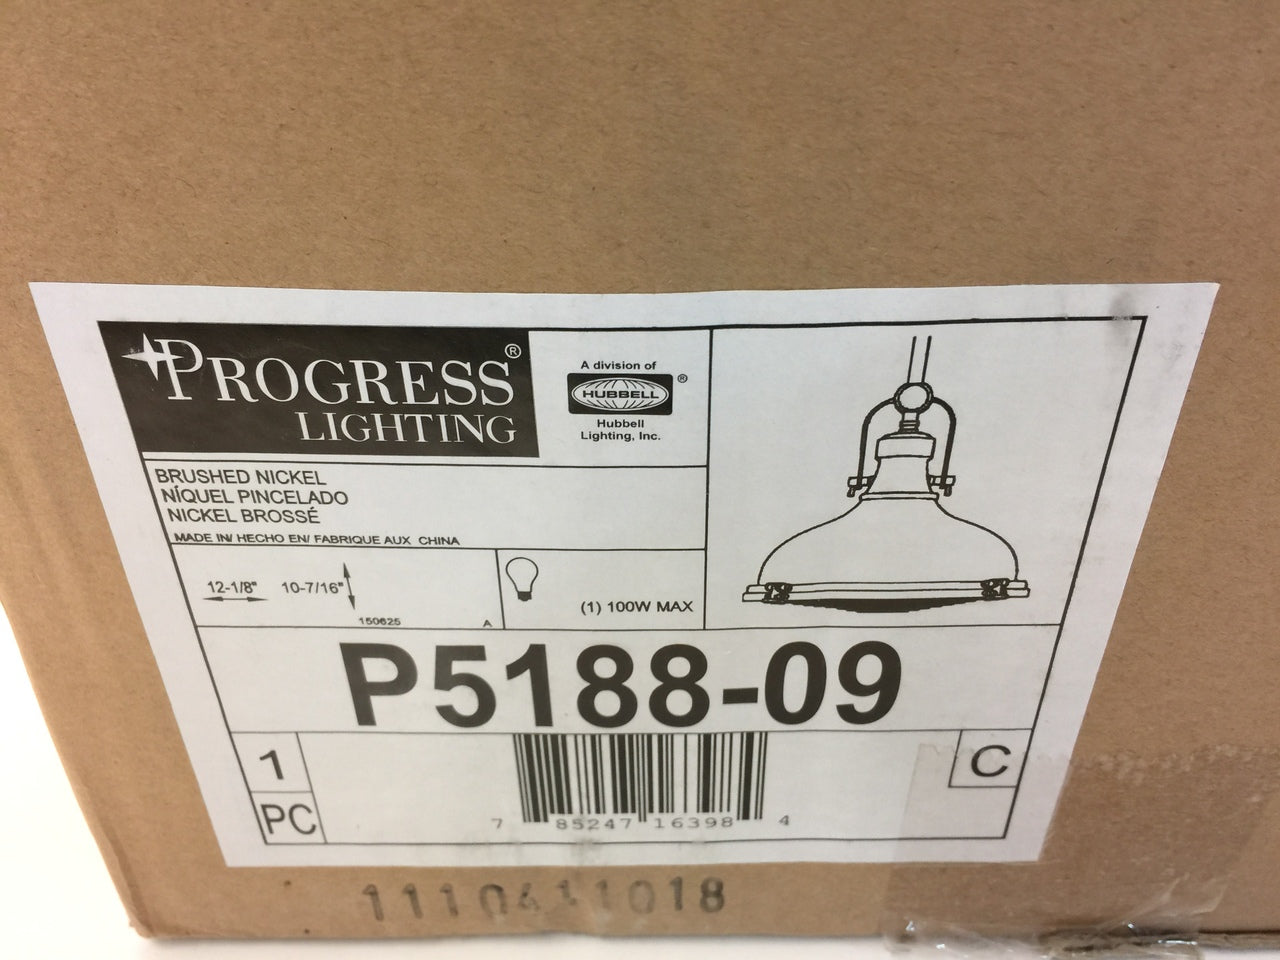 PROGRESS®
LIGHTING
A division of
HUBBELL®
Hubbell
Lighting, Inc.
BRUSHED NICKEL
NÍQUEL PINCELADO
NICKEL BROSSÉ
MADE IN/ HECHO EN/ FABRIQUE AUX CHINA
12-1/8" 10-7/16"
150625 A
(1) 100W MAX
P5188-09
1
PC
C
7 85247 16398 4